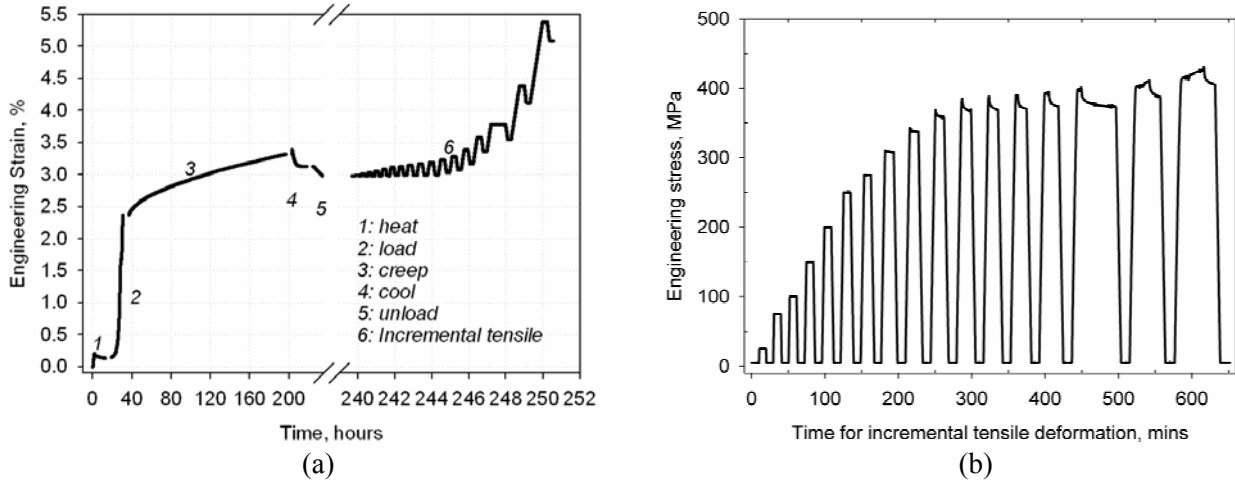 5.5
5.0
4.5
4.0
3.5
3.0
2.5
2.0
1.5
1.0
0.5
0.0
Engineering Strain, %
1
2
3
4
5
6
1: heat
2: load
3: creep
4: cool
5: unload
6: Incremental tensile
0 40 80 120 160 200 240 242 244 246 248 250 252
Time, hours
(a)
500
400
300
200
100
0
Engineering stress, MPa
0 100 200 300 400 500 600
Time for incremental tensile deformation, mins
(b)